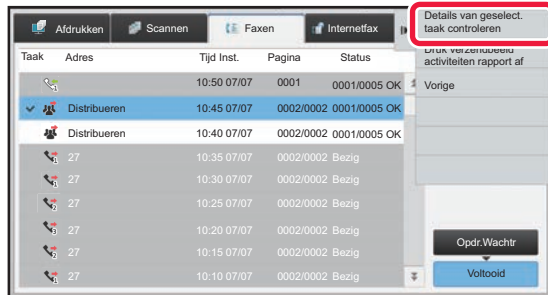 Afdrukken Scannen Faxen Internetfax
Details van geselect.
taak controleren
Druk verzendbeeld
activiteiten rapport af
Vorige
Taak Adres Tijd Inst. Pagina Status
10:50 07/07 0001 0001/0005 OK
Distribueren 10:45 07/07 0002/0002 0001/0005 OK
Distribueren 10:40 07/07 0002/0002 0001/0005 OK
27 10:35 07/07 0002/0002 Bezig
27 10:30 07/07 0002/0002 Bezig
27 10:25 07/07 0002/0002 Bezig
27 10:20 07/07 0002/0002 Bezig
27 10:15 07/07 0002/0002 Bezig
27 10:10 07/07 0002/0002 Bezig
Opdr.Wachtr
Voltooid